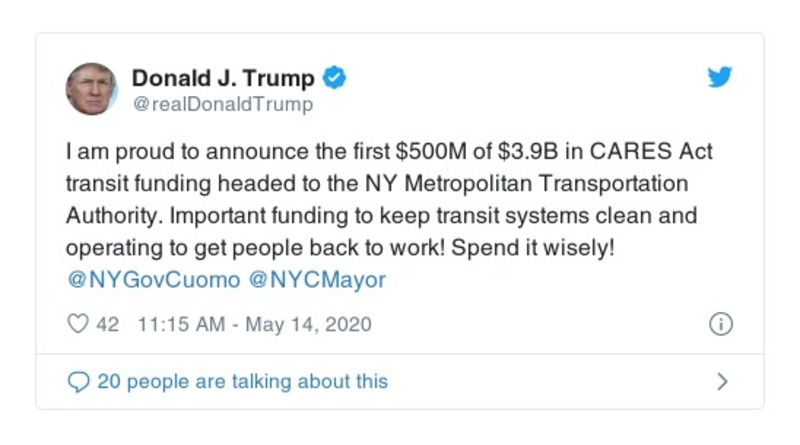 Donald J. Trump
@realDonaldTrump
I am proud to announce the first $500M of $3.9B in CARES Act
transit funding headed to the NY Metropolitan Transportation
Authority. Important funding to keep transit systems clean and
operating to get people back to work! Spend it wisely!
@NYGovCuomo @NYCMayor
42 11:15 AM - May 14, 2020
20 people are talking about this